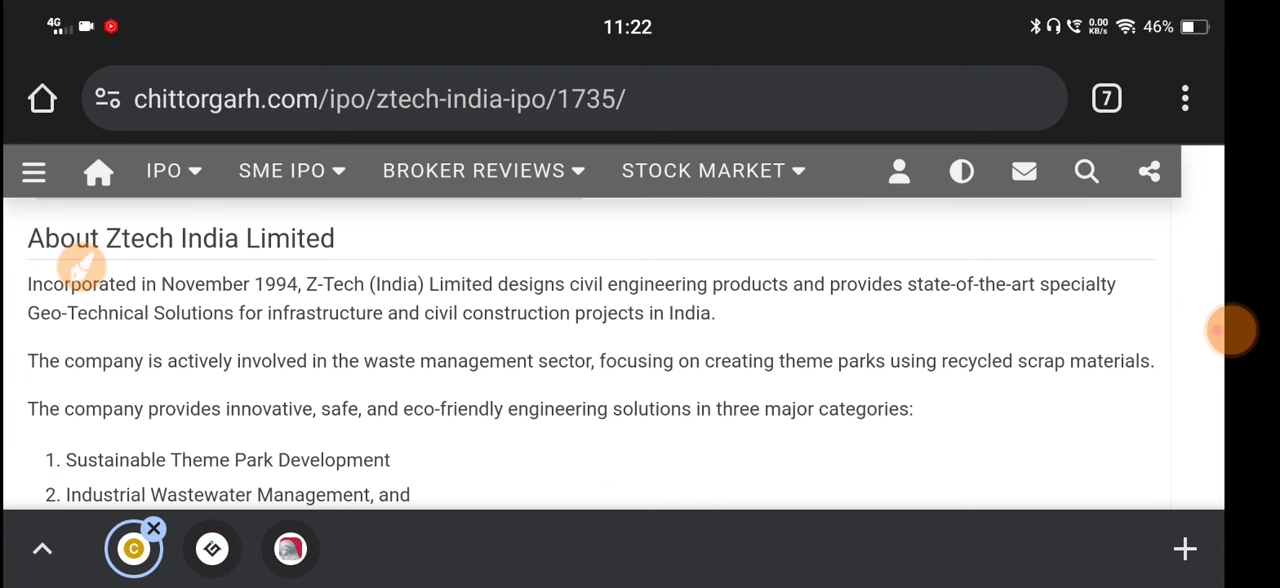 4G 11:22 0.00 KB/s 46%
chittorgarh.com/ipo/ztech-india-ipo/1735/ 7
IPO SME IPO BROKER REVIEWS STOCK MARKET
About Ztech India Limited
Incorporated in November 1994, Z-Tech (India) Limited designs civil engineering products and provides state-of-the-art specialty
Geo-Technical Solutions for infrastructure and civil construction projects in India.
The company is actively involved in the waste management sector, focusing on creating theme parks using recycled scrap materials.
The company provides innovative, safe, and eco-friendly engineering solutions in three major categories:
1. Sustainable Theme Park Development
2. Industrial Wastewater Management, and
C